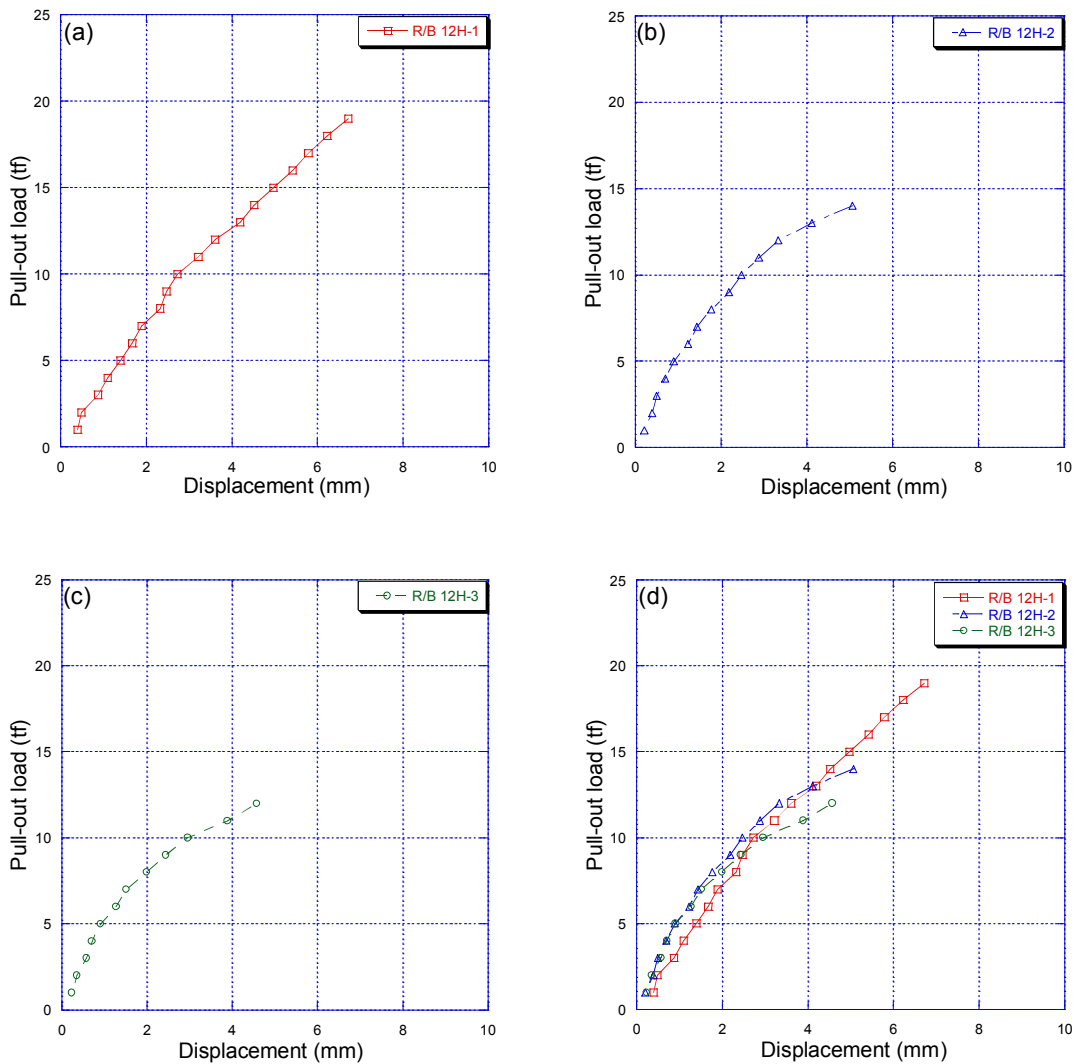 (a)
R/B 12H-1
25
20
15
10
5
0
0 2 4 6 8 10
Pull-out load (tf)
Displacement (mm)
(b)
R/B 12H-2
25
20
15
10
5
0
0 2 4 6 8 10
Pull-out load (tf)
Displacement (mm)
(c)
R/B 12H-3
25
20
15
10
5
0
0 2 4 6 8 10
Pull-out load (tf)
Displacement (mm)
(d)
R/B 12H-1
R/B 12H-2
R/B 12H-3
25
20
15
10
5
0
0 2 4 6 8 10
Pull-out load (tf)
Displacement (mm)